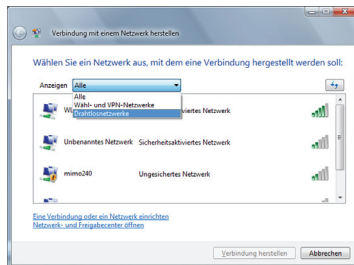 Verbindung mit einem Netzwerk herstellen
Wählen Sie ein Netzwerk aus, mit dem eine Verbindung hergestellt werden soll:
Anzeigen Alle
Alle
Wähl- und VPN-Netzwerke
Drahtlosnetzwerke
Netzwerk
Unbenanntes Netzwerk Sicherheitsaktiviertes Netzwerk
mimo240 Ungesichertes Netzwerk
Eine Verbindung oder ein Netzwerk einrichten
Netzwerk- und Freigabecenter öffnen
Verbindung herstellen Abbrechen